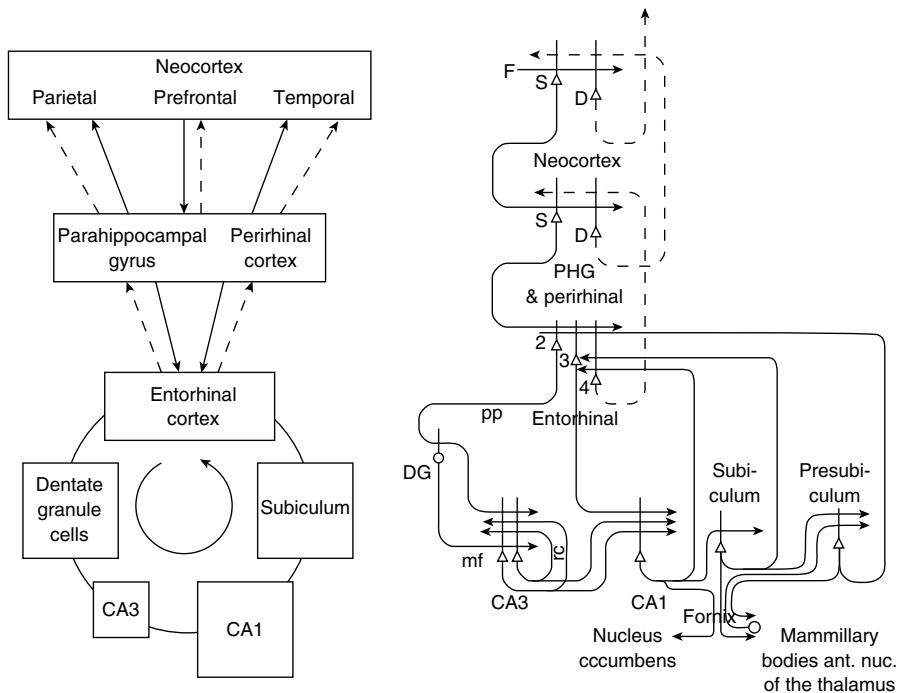 Neocortex
Parietal
Prefrontal
Temporal
Parahippocampal
gyrus
Perirhinal
cortex
Entorhinal
cortex
Dentate
granule
cells
Subiculum
CA3
CA1
F
S
D
Neocortex
S
D
PHG
& perirhinal
2
3
4
pp
Entorhinal
DG
mf
rc
CA3
CA1
Subi-
culum
Presubi-
culum
Fornix
Nucleus
cccumbens
Mammillary
bodies ant. nuc.
of the thalamus